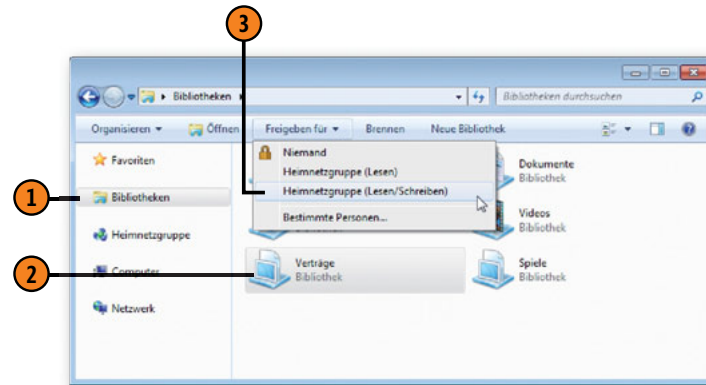 3
Bibliotheken
Bibliotheken durchsuchen
Organisieren Öffnen Freigeben für Brennen Neue Bibliothek
Favoriten
Niemand
Heimnetzgruppe (Lesen)
Heimnetzgruppe (Lesen/Schreiben)
Bestimmte Personen...
Dokumente
Bibliothek
1
Bibliotheken
Videos
Bibliothek
Heimnetzgruppe
2
Computer
Verträge
Bibliothek
Spiele
Bibliothek
Netzwerk